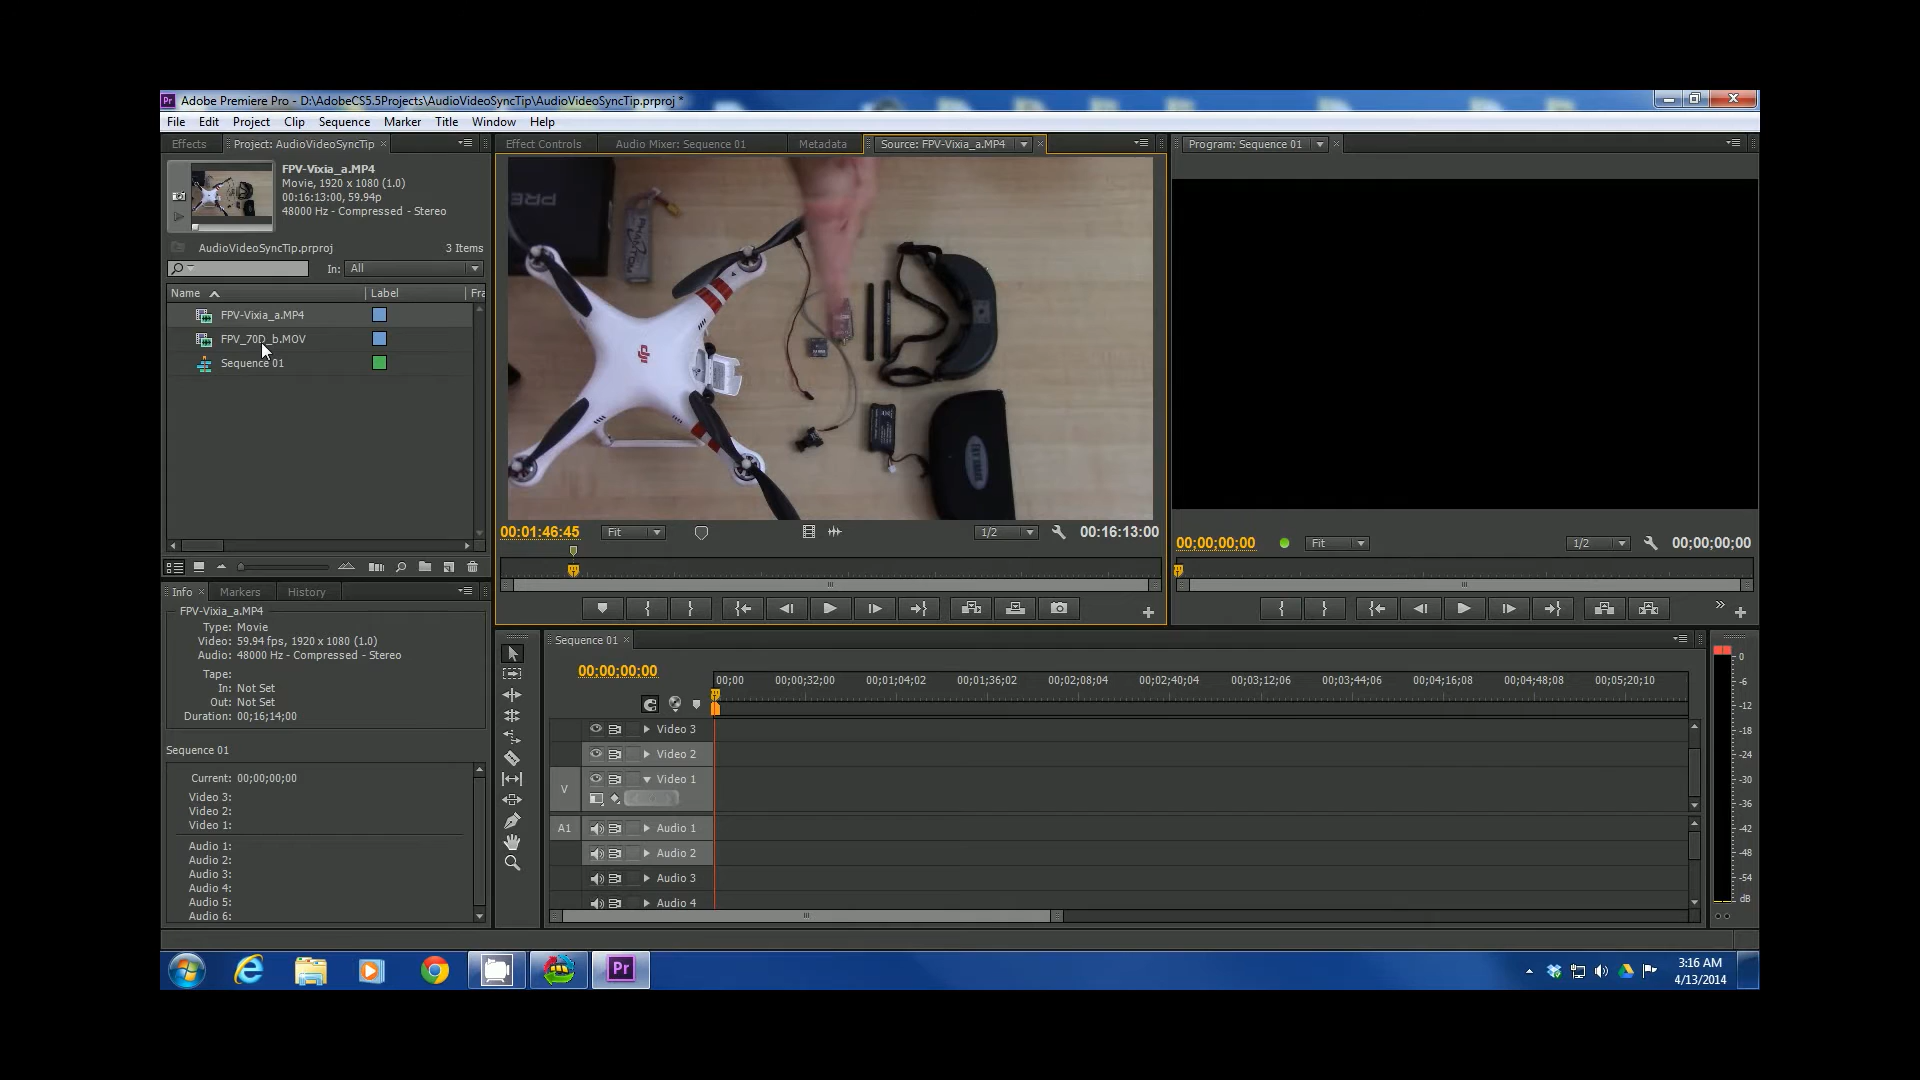 Pr Adobe Premiere Pro - D:\AdobeCS5.5Projects\AudioVideoSyncTip\AudioVideoSyncTip.prproj *
File Edit Project Clip Sequence Marker Title Window Help
Effects Project: AudioVideoSyncTip
FPV-Vixia_a.MP4
Movie, 1920 x 1080 (1.0)
00:16:13:00, 59.94p
48000 Hz - Compressed - Stereo
AudioVideoSyncTip.prproj 3 Items
In: All
Name Label Fra
FPV-Vixia_a.MP4
FPV_70D_b.MOV
Sequence 01
Effect Controls Audio Mixer: Sequence 01 Metadata Source: FPV-Vixia_a.MP4
PRE
PHANTOM
dji
FAT SHARK
00:01:46:45 Fit 1/2 00:16:13:00
Program: Sequence 01
00;00;00;00 Fit 1/2 00;00;00;00
Info Markers History
FPV-Vixia_a.MP4
Type: Movie
Video: 59.94 fps, 1920 x 1080 (1.0)
Audio: 48000 Hz - Compressed - Stereo
Tape:
In: Not Set
Out: Not Set
Duration: 00;16;14;00
Sequence 01
Current: 00;00;00;00
Video 3:
Video 2:
Video 1:
Audio 1:
Audio 2:
Audio 3:
Audio 4:
Audio 5:
Audio 6:
Sequence 01
00;00;00;00
00;00 00;00;32;00 00;01;04;02 00;01;36;02 00;02;08;04 00;02;40;04 00;03;12;06 00;03;44;06 00;04;16;08 00;04;48;08 00;05;20;10
Video 3
Video 2
V Video 1
A1 Audio 1
Audio 2
Audio 3
Audio 4
0
-6
-12
-18
-24
-30
-36
-42
-48
-54
dB
Pr
3:16 AM
4/13/2014